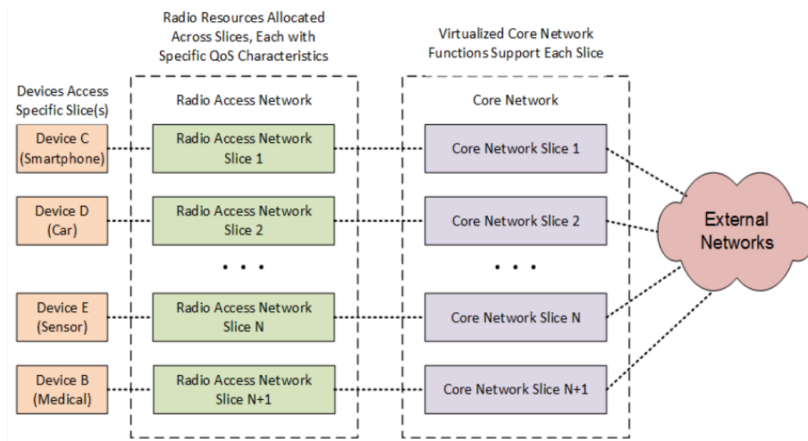 Radio Resources Allocated
Across Slices, Each with
Specific QoS Characteristics
Virtualized Core Network
Functions Support Each Slice
Devices Access
Specific Slice(s)
Radio Access Network
Core Network
Device C
(Smartphone)
Radio Access Network
Slice 1
Core Network Slice 1
Device D
(Car)
Radio Access Network
Slice 2
Core Network Slice 2
External
Networks
• • •
• • •
Device E
(Sensor)
Radio Access Network
Slice N
Core Network Slice N
Device B
(Medical)
Radio Access Network
Slice N+1
Core Network Slice N+1